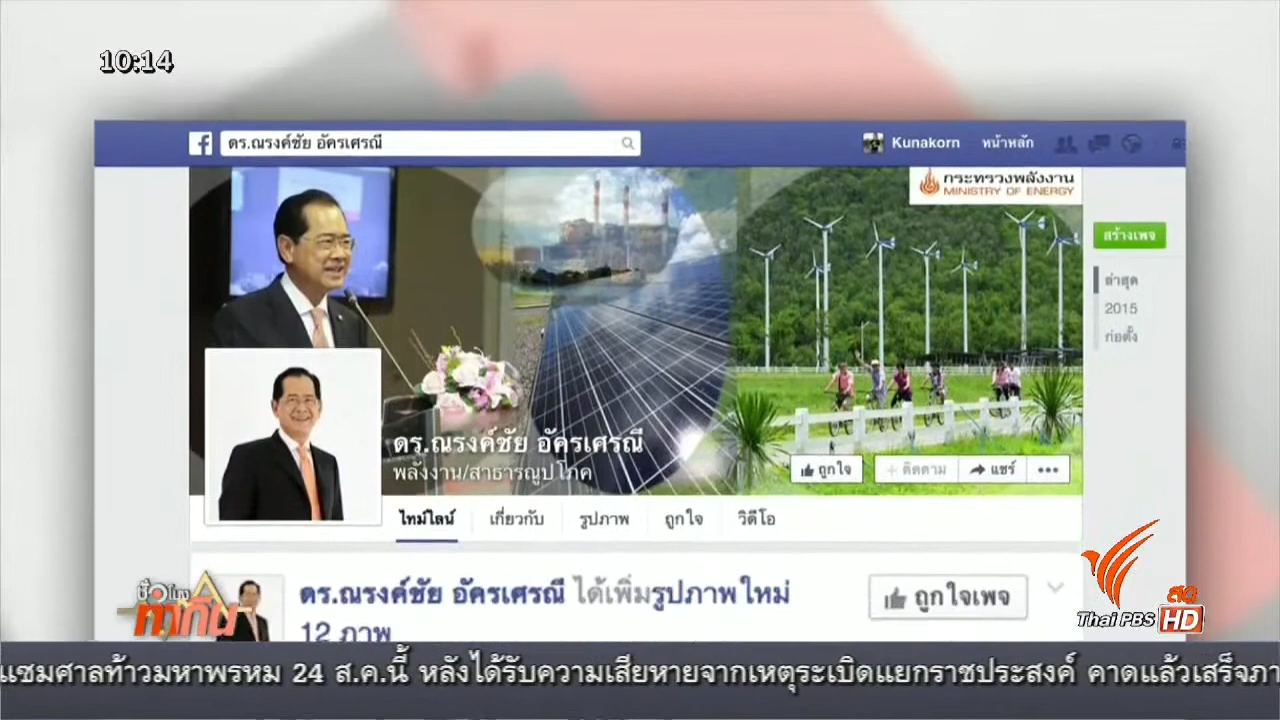 10:14
ดร.ณรงค์ชัย อัครเศรณี
Kunakorn
หน้าหลัก
กระทรวงพลังงาน
MINISTRY OF ENERGY
สร้างเพจ
ล่าสุด
2015
ก่อตั้ง
ดร.ณรงค์ชัย อัครเศรณี
พลังงาน/สาธารณูปโภค
ถูกใจ
+ ติดตาม
แชร์
ไทม์ไลน์
เกี่ยวกับ
รูปภาพ
ถูกใจ
วิดีโอ
ดร.ณรงค์ชัย อัครเศรณี ได้เพิ่มรูปภาพใหม่
12 ภาพ
ถูกใจเพจ
ชั่วโมง
ทำกิน
สด
Thai PBS HD
แซมศาลท้าวมหาพรหม 24 ส.ค.นี้ หลังได้รับความเสียหายจากเหตุระเบิดแยกราชประสงค์ คาดแล้วเสร็จภา